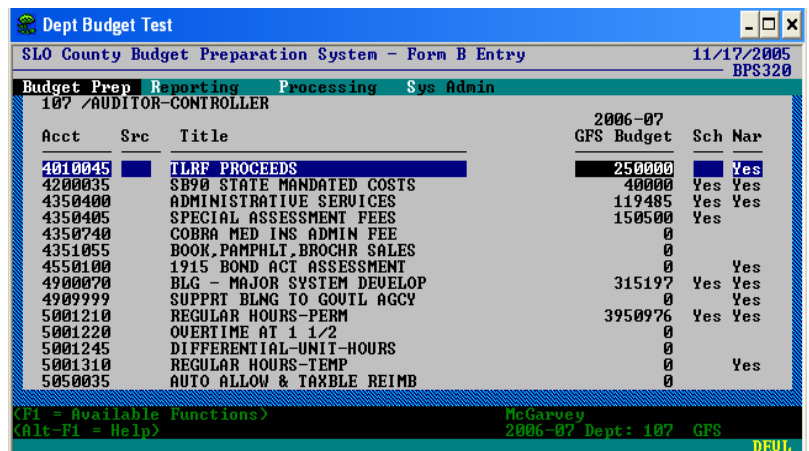 Dept Budget Test
SLO County Budget Preparation System - Form B Entry 11/17/2005
BPS320
Budget Prep Reporting Processing Sys Admin
107 /AUDITOR-CONTROLLER
2006-07
Acct Src Title GFS Budget Sch Nar
4010045 TLRF PROCEEDS 250000 Yes
4200035 SB90 STATE MANDATED COSTS 40000 Yes Yes
4350400 ADMINISTRATIVE SERVICES 119485 Yes Yes
4350405 SPECIAL ASSESSMENT FEES 150500 Yes
4350740 COBRA MED INS ADMIN FEE 0
4351055 BOOK,PAMPHLT,BROCHR SALES 0
4550100 1915 BOND ACT ASSESSMENT 0 Yes
4900070 BLG - MAJOR SYSTEM DEVELOP 315197 Yes Yes
4909999 SUPPRT BLNG TO GOVTL AGCY 0 Yes
5001210 REGULAR HOURS-PERM 3950976 Yes Yes
5001220 OVERTIME AT 1 1/2 0
5001245 DIFFERENTIAL-UNIT-HOURS 0
5001310 REGULAR HOURS-TEMP 0 Yes
5050035 AUTO ALLOW & TAXBLE REIMB 0
(F1 = Available Functions) McGarvey
(Alt-F1 = Help) 2006-07 Dept: 107 GFS
DEVL